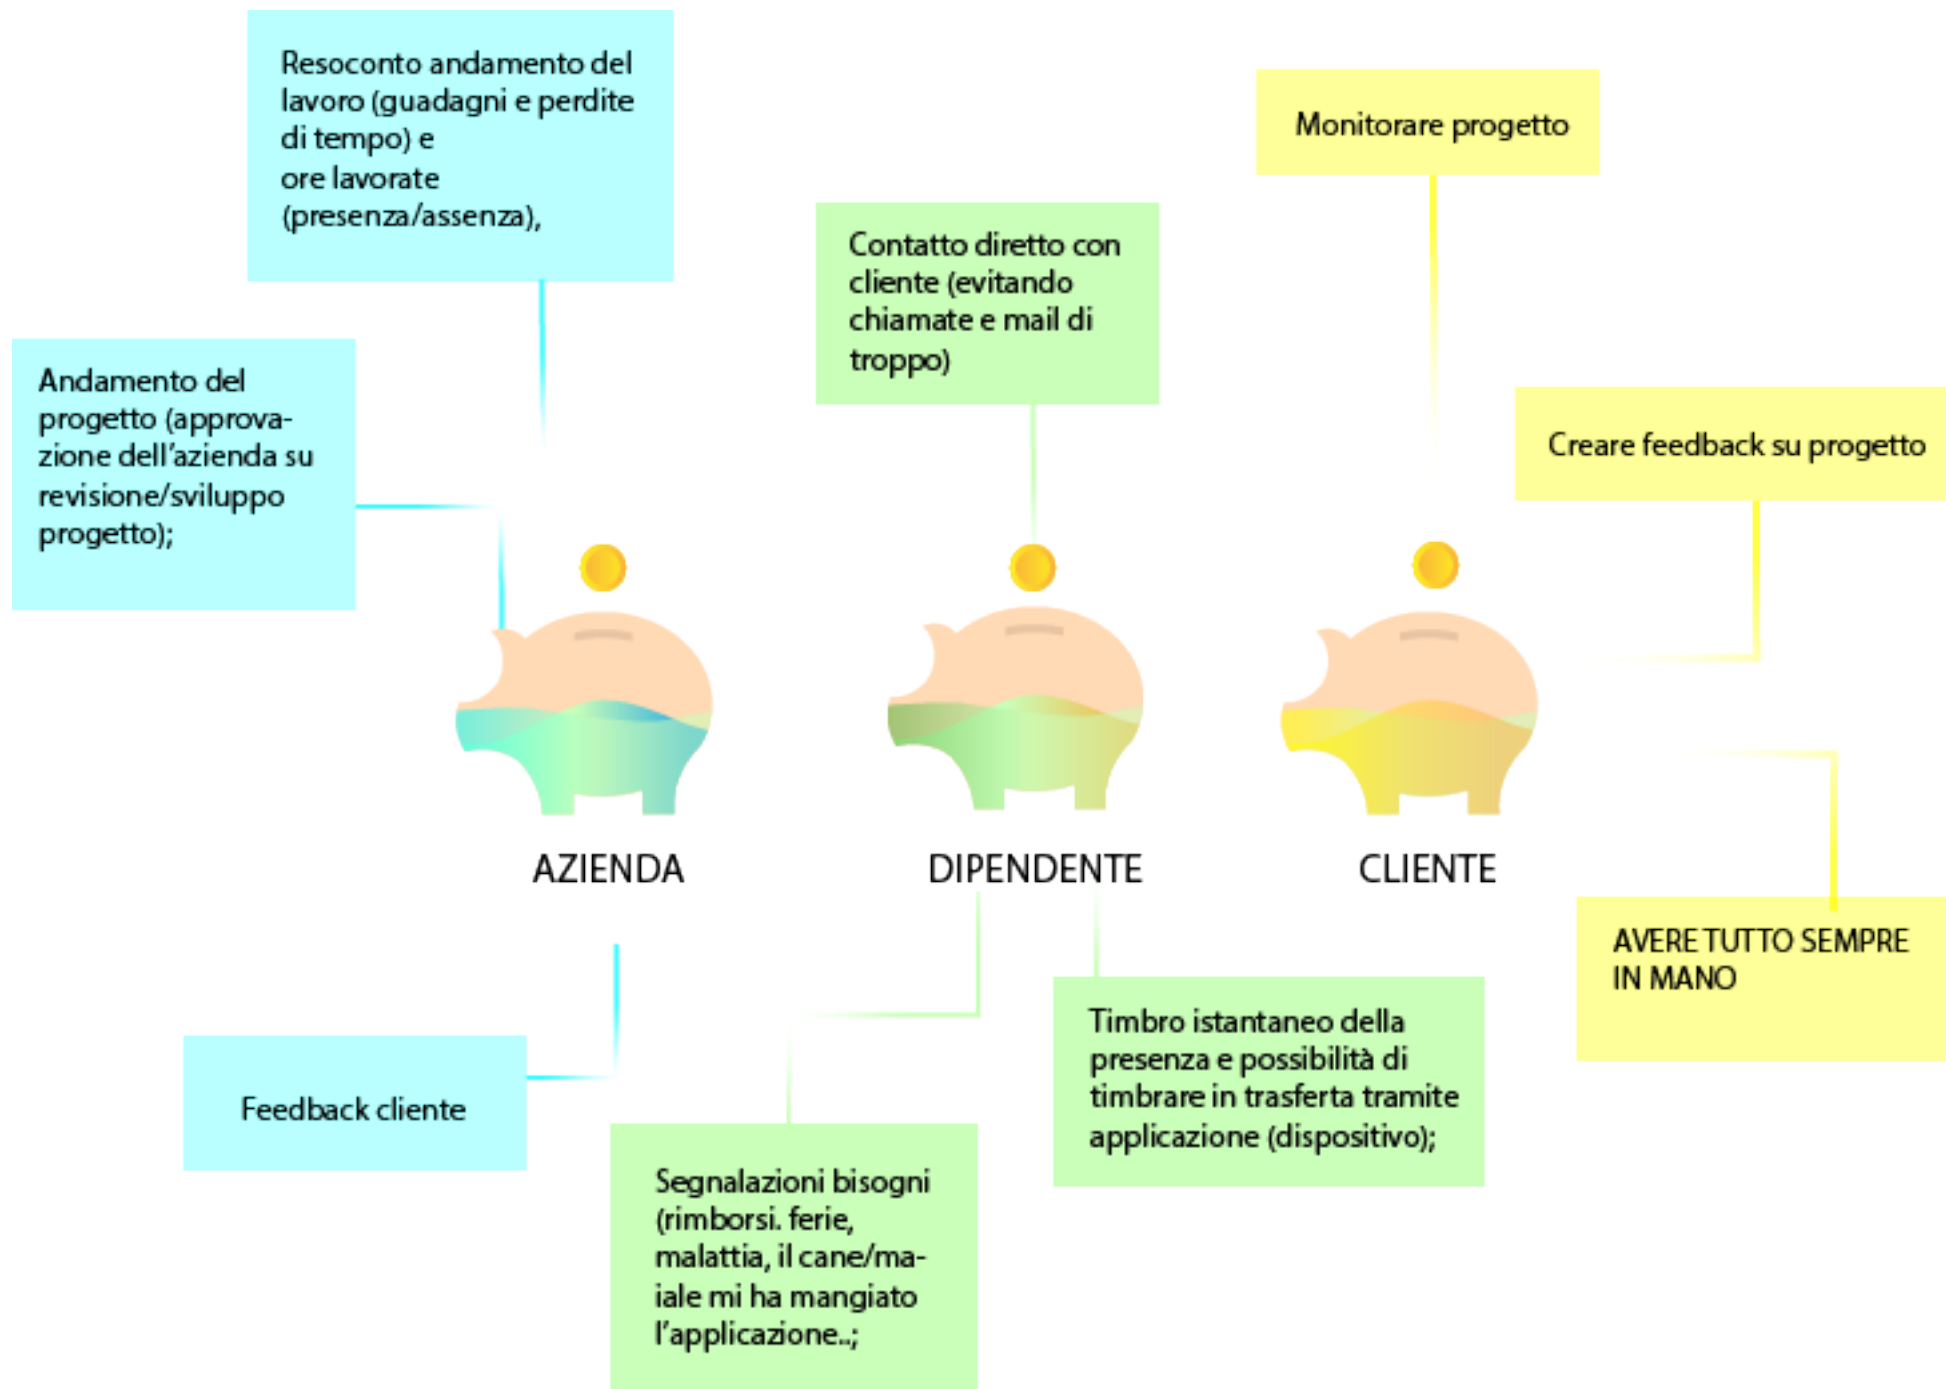 Resoconto andamento del
lavoro (guadagni e perdite
di tempo) e
ore lavorate
(presenza/assenza),
Monitorare progetto
Contatto diretto con
cliente (evitando
chiamate e mail di
troppo)
Andamento del
progetto (approva-
zione dell'azienda su
revisione/sviluppo
progetto);
Creare feedback su progetto
AZIENDA
DIPENDENTE
CLIENTE
AVERE TUTTO SEMPRE
IN MANO
Timbro istantaneo della
presenza e possibilità di
timbrare in trasferta tramite
applicazione (dispositivo);
Feedback cliente
Segnalazioni bisogni
(rimborsi. ferie,
malattia, il cane/ma-
iale mi ha mangiato
l'applicazione..;